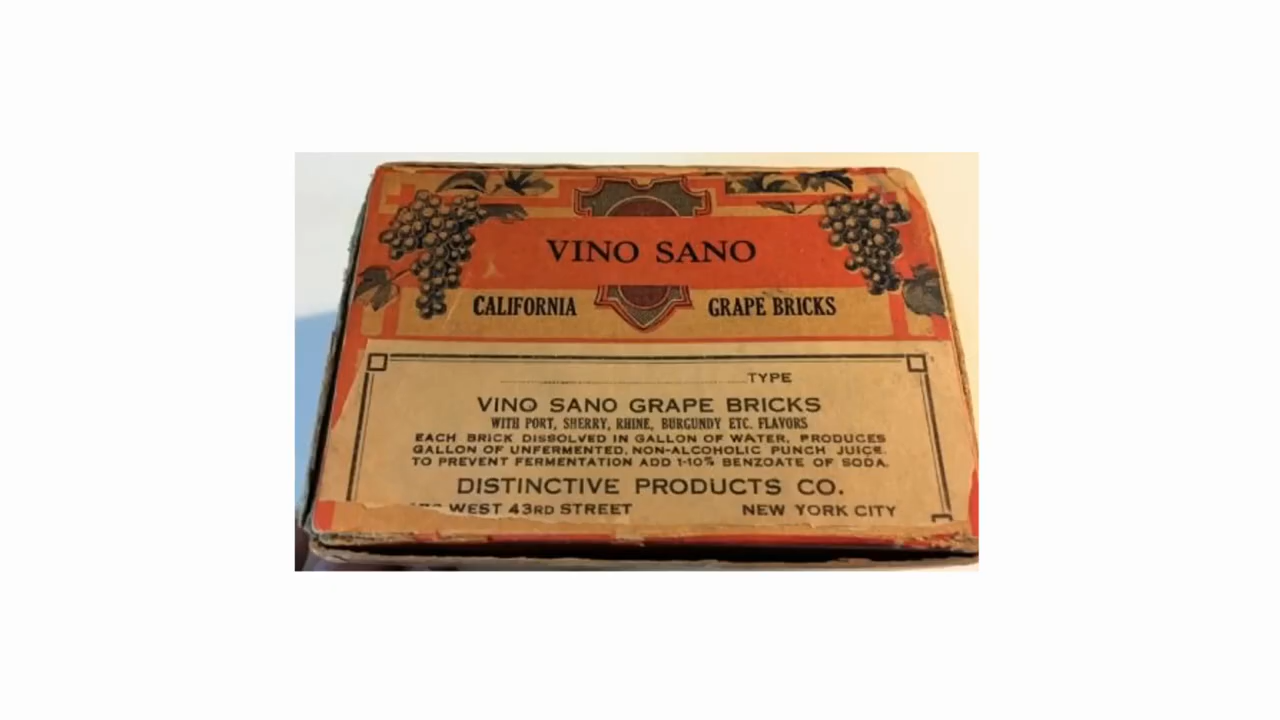 VINO SANO
CALIFORNIA GRAPE BRICKS
TYPE
VINO SANO GRAPE BRICKS
WITH PORT, SHERRY, RHINE, BURGUNDY ETC. FLAVORS
EACH BRICK DISSOLVED IN GALLON OF WATER, PRODUCES
GALLON OF UNFERMENTED, NON-ALCOHOLIC PUNCH JUICE.
TO PREVENT FERMENTATION ADD 1-10% BENZOATE OF SODA.
DISTINCTIVE PRODUCTS CO.
WEST 43RD STREET NEW YORK CITY